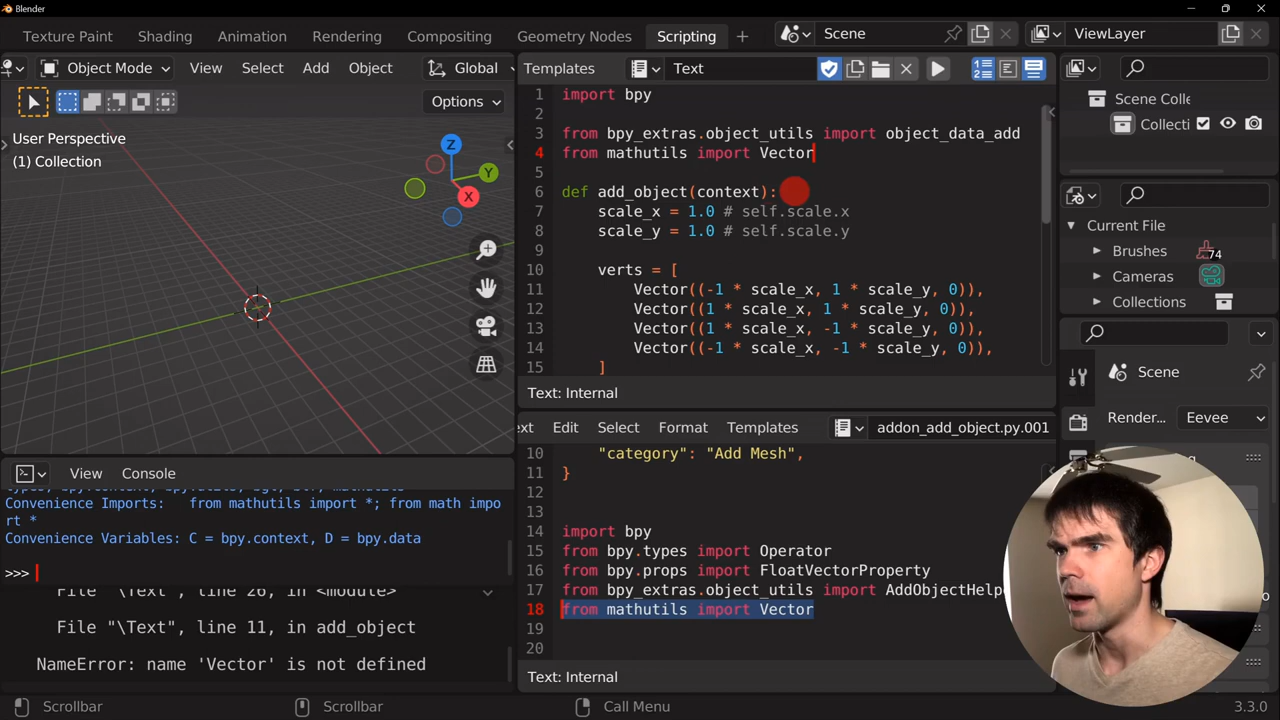 Blender
Texture Paint Shading Animation Rendering Compositing Geometry Nodes Scripting + Scene ViewLayer
Object Mode View Select Add Object Global
Options
User Perspective
(1) Collection
Z
Y
X
Templates Text
1 import bpy
2
3 from bpy_extras.object_utils import object_data_add
4 from mathutils import Vector
5
6 def add_object(context):
7 scale_x = 1.0 # self.scale.x
8 scale_y = 1.0 # self.scale.y
9
10 verts = [
11 Vector((-1 * scale_x, 1 * scale_y, 0)),
12 Vector((1 * scale_x, 1 * scale_y, 0)),
13 Vector((1 * scale_x, -1 * scale_y, 0)),
14 Vector((-1 * scale_x, -1 * scale_y, 0)),
15 ]
Text: Internal
Scene Colle
Collecti
Current File
Brushes 74
Cameras
Collections
Scene
Render... Eevee
View Console
Convenience Imports: from mathutils import *; from math impo
rt *
Convenience Variables: C = bpy.context, D = bpy.data
>>>
File "\Text", line 26, in <module>
File "\Text", line 11, in add_object
NameError: name 'Vector' is not defined
ext Edit Select Format Templates addon_add_object.py.001
10 "category": "Add Mesh",
11 }
12
13
14 import bpy
15 from bpy.types import Operator
16 from bpy.props import FloatVectorProperty
17 from bpy_extras.object_utils import AddObjectHelpe
18 from mathutils import Vector
19
20
Text: Internal
Scrollbar Scrollbar Call Menu 3.3.0